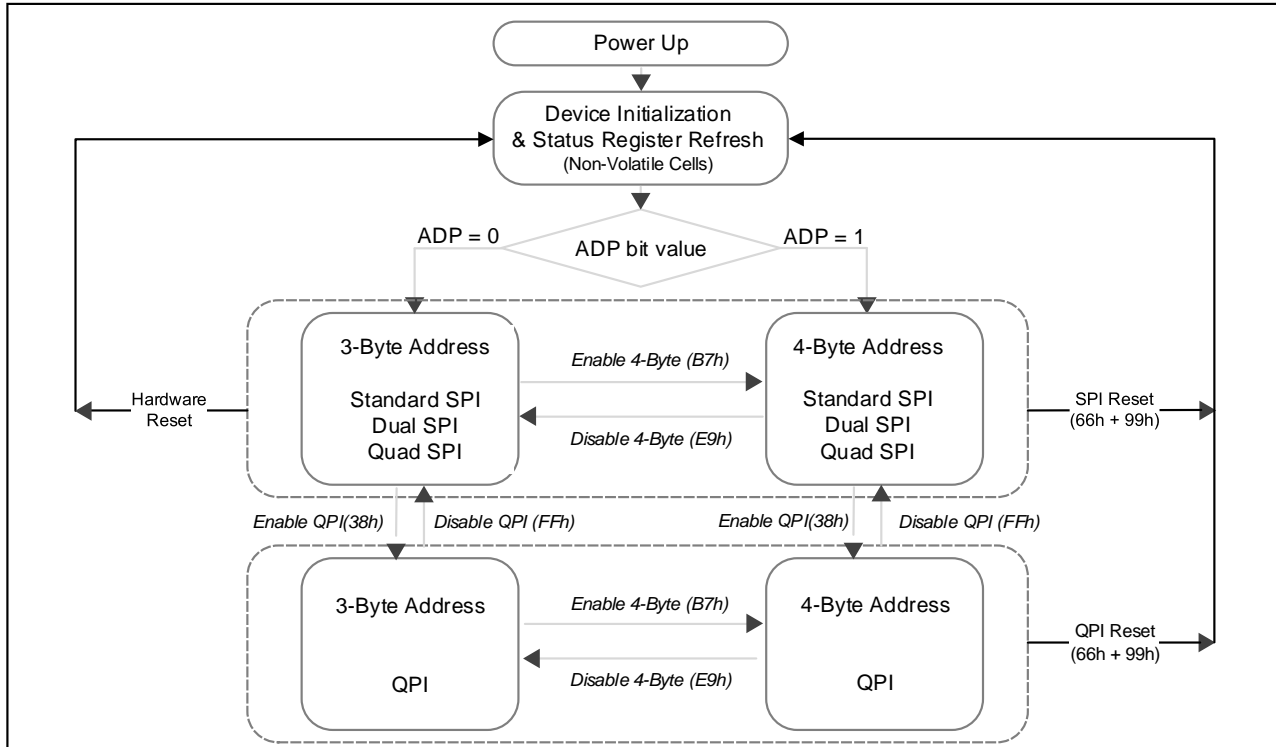 Power Up
Device Initialization
& Status Register Refresh
(Non-Volatile Cells)
ADP = 0
ADP bit value
ADP = 1
3-Byte Address
Standard SPI
Dual SPI
Quad SPI
Enable 4-Byte (B7h)
Disable 4-Byte (E9h)
4-Byte Address
Standard SPI
Dual SPI
Quad SPI
Hardware
Reset
SPI Reset
(66h + 99h)
Enable QPI(38h)
Disable QPI (FFh)
Enable QPI(38h)
Disable QPI (FFh)
3-Byte Address
QPI
Enable 4-Byte (B7h)
Disable 4-Byte (E9h)
4-Byte Address
QPI
QPI Reset
(66h + 99h)